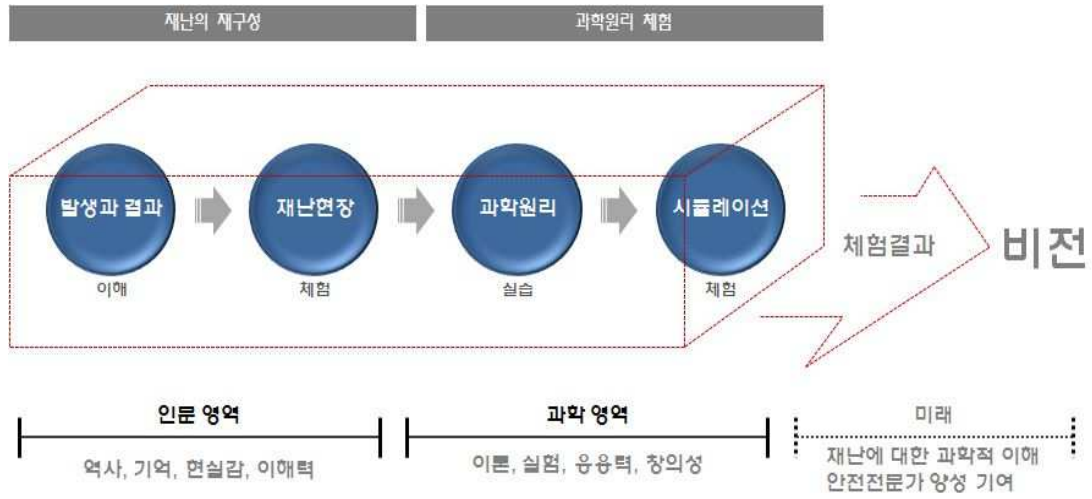 재난의 재구성
과학원리 체험
발생과 결과
재난현장
과학원리
시뮬레이션
이해
체험
실습
체험
체험결과
비전
인문 영역
과학 영역
미래
역사, 기억, 현실감, 이해력
이론, 실험, 응용력, 창의성
재난에 대한 과학적 이해
안전전문가 양성 기여